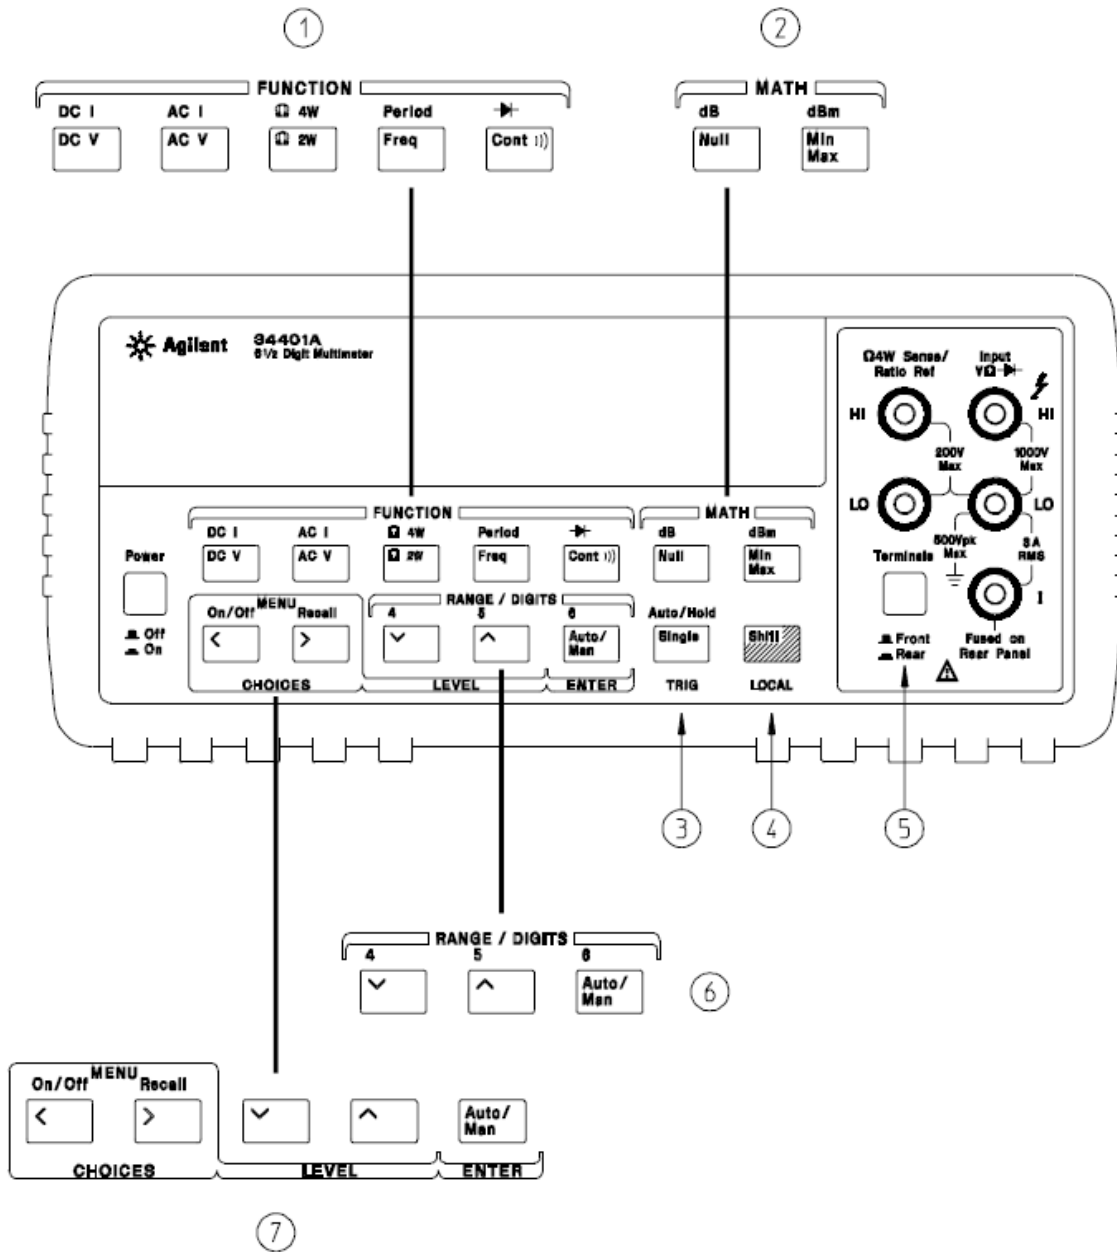 1 2
FUNCTION MATH
DC I AC I Ω 4W Period dB dBm
DC V AC V Ω 2W Freq Cont Null Min Max
Agilent 34401A
6½ Digit Multimeter
Ω4W Sense/ Ratio Ref
Input VΩ
HI HI
200V Max 1000V Max
LO LO
500Vpk Max 3A RMS
I
Terminals
Front
Rear
Fused on Rear Panel
FUNCTION MATH
DC I AC I Ω 4W Period dB dBm
Power DC V AC V Ω 2W Freq Cont Null Min Max
Off
On
MENU RANGE / DIGITS
On/Off Recall 4 5 6 Auto/Hold
< > ∨ ∧ Auto/ Man Single Shift
CHOICES LEVEL ENTER TRIG LOCAL
3 4 5
RANGE / DIGITS
4 5 6
∨ ∧ Auto/ Man
6
MENU
On/Off Recall
< > ∨ ∧ Auto/ Man
CHOICES LEVEL ENTER
7